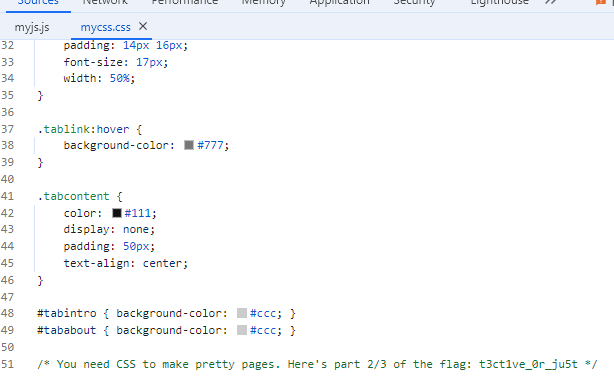 Sources Network Performance Memory Application Security Lighthouse
myjs.js mycss.css
32 padding: 14px 16px;
33 font-size: 17px;
34 width: 50%;
35 }
36
37 .tablink:hover {
38 background-color: #777;
39 }
40
41 .tabcontent {
42 color: #111;
43 display: none;
44 padding: 50px;
45 text-align: center;
46 }
47
48 #tabintro { background-color: #ccc; }
49 #tababout { background-color: #ccc; }
50
51 /* You need CSS to make pretty pages. Here's part 2/3 of the flag: t3ct1ve_0r_ju5t */